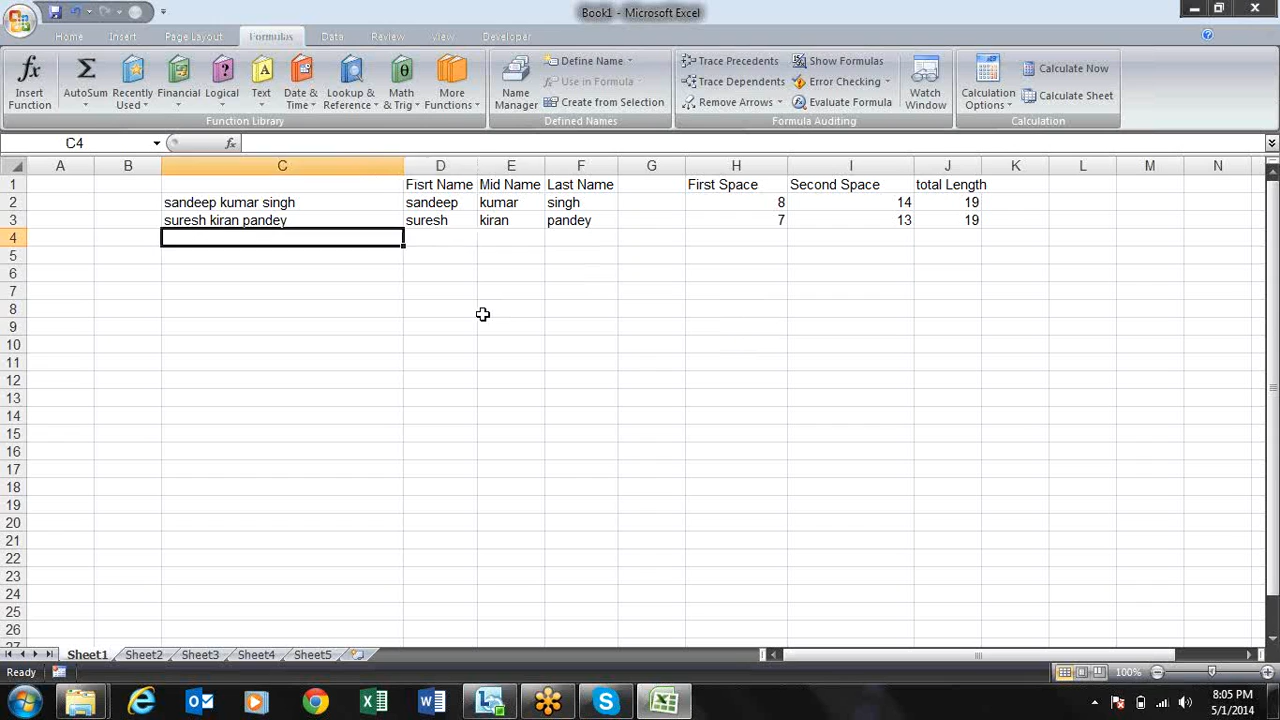 Book1 - Microsoft Excel
Home Insert Page Layout Formulas Data Review View Developer
fx Insert Function
Σ AutoSum
Recently Used
Financial
Logical
A Text
Date & Time
Lookup & Reference
θ Math & Trig
More Functions
Function Library
Name Manager
Define Name
Use in Formula
Create from Selection
Defined Names
Trace Precedents
Trace Dependents
Remove Arrows
Show Formulas
Error Checking
Evaluate Formula
Formula Auditing
Watch Window
Calculation Options
Calculate Now
Calculate Sheet
Calculation
C4 fx
A B C D E F G H I J K L M N
1 Fisrt Name Mid Name Last Name First Space Second Space total Length
2 sandeep kumar singh sandeep kumar singh 8 14 19
3 suresh kiran pandey suresh kiran pandey 7 13 19
4
5
6
7
8
9
10
11
12
13
14
15
16
17
18
19
20
21
22
23
24
25
26
27
Sheet1 Sheet2 Sheet3 Sheet4 Sheet5
Ready 100%
8:05 PM
5/1/2014